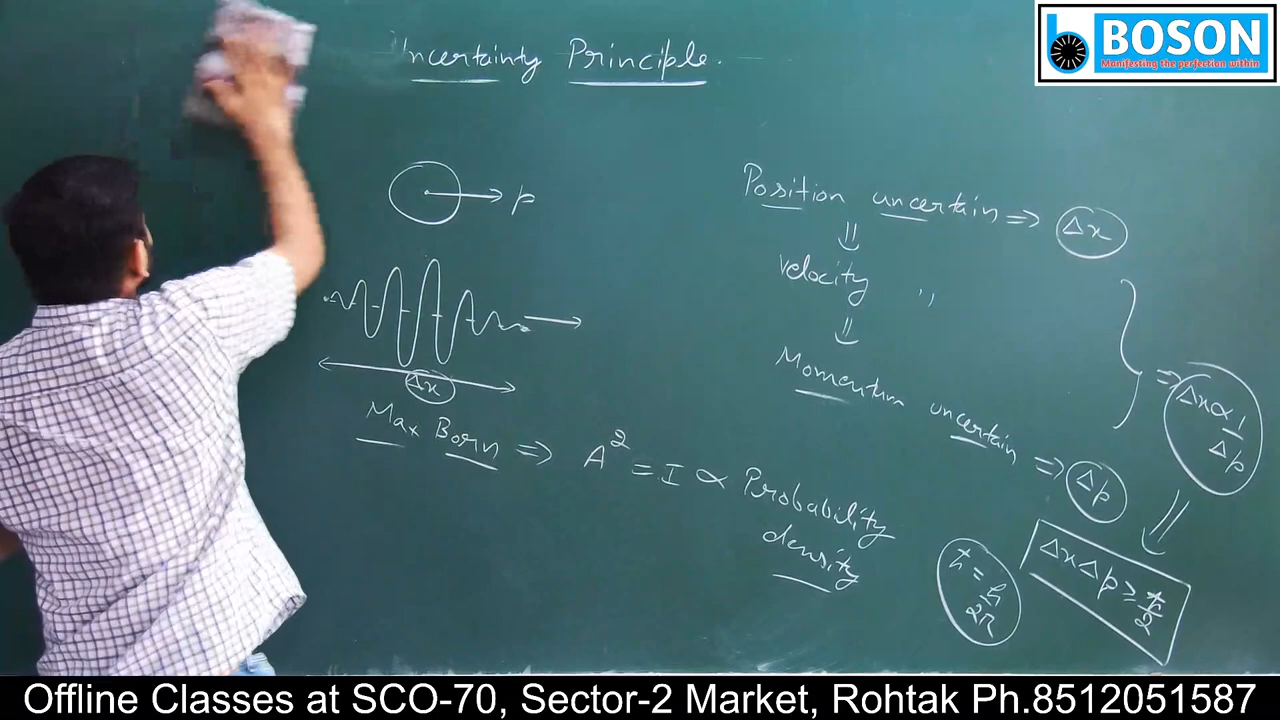 BOSON
Manifesting the perfection within
ncertainty Principle.
p
Position uncertain ⇒ Δx
⇓
velocity ,,
⇓
Momentum uncertain ⇒ Δp
⇒ Δx ∝ 1/Δp
Δx
Max Born ⇒ A² = I ∝ Probability
density
Δx Δp ≥ ħ/2
ħ = h/2π
Offline Classes at SCO-70, Sector-2 Market, Rohtak Ph.8512051587